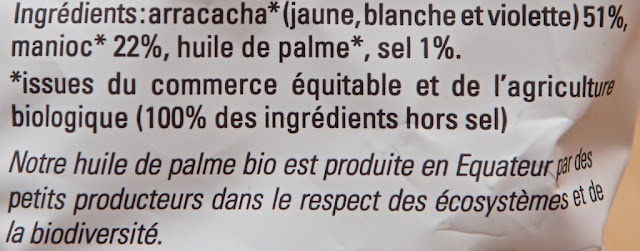 Ingrédients: arracacha* (jaune, blanche et violette) 51%,
manioc* 22%, huile de palme*, sel 1%.
*issues du commerce équitable et de l'agriculture
biologique (100% des ingrédients hors sel)
Notre huile de palme bio est produite en Equateur par des
petits producteurs dans le respect des écosystèmes et de
la biodiversité.